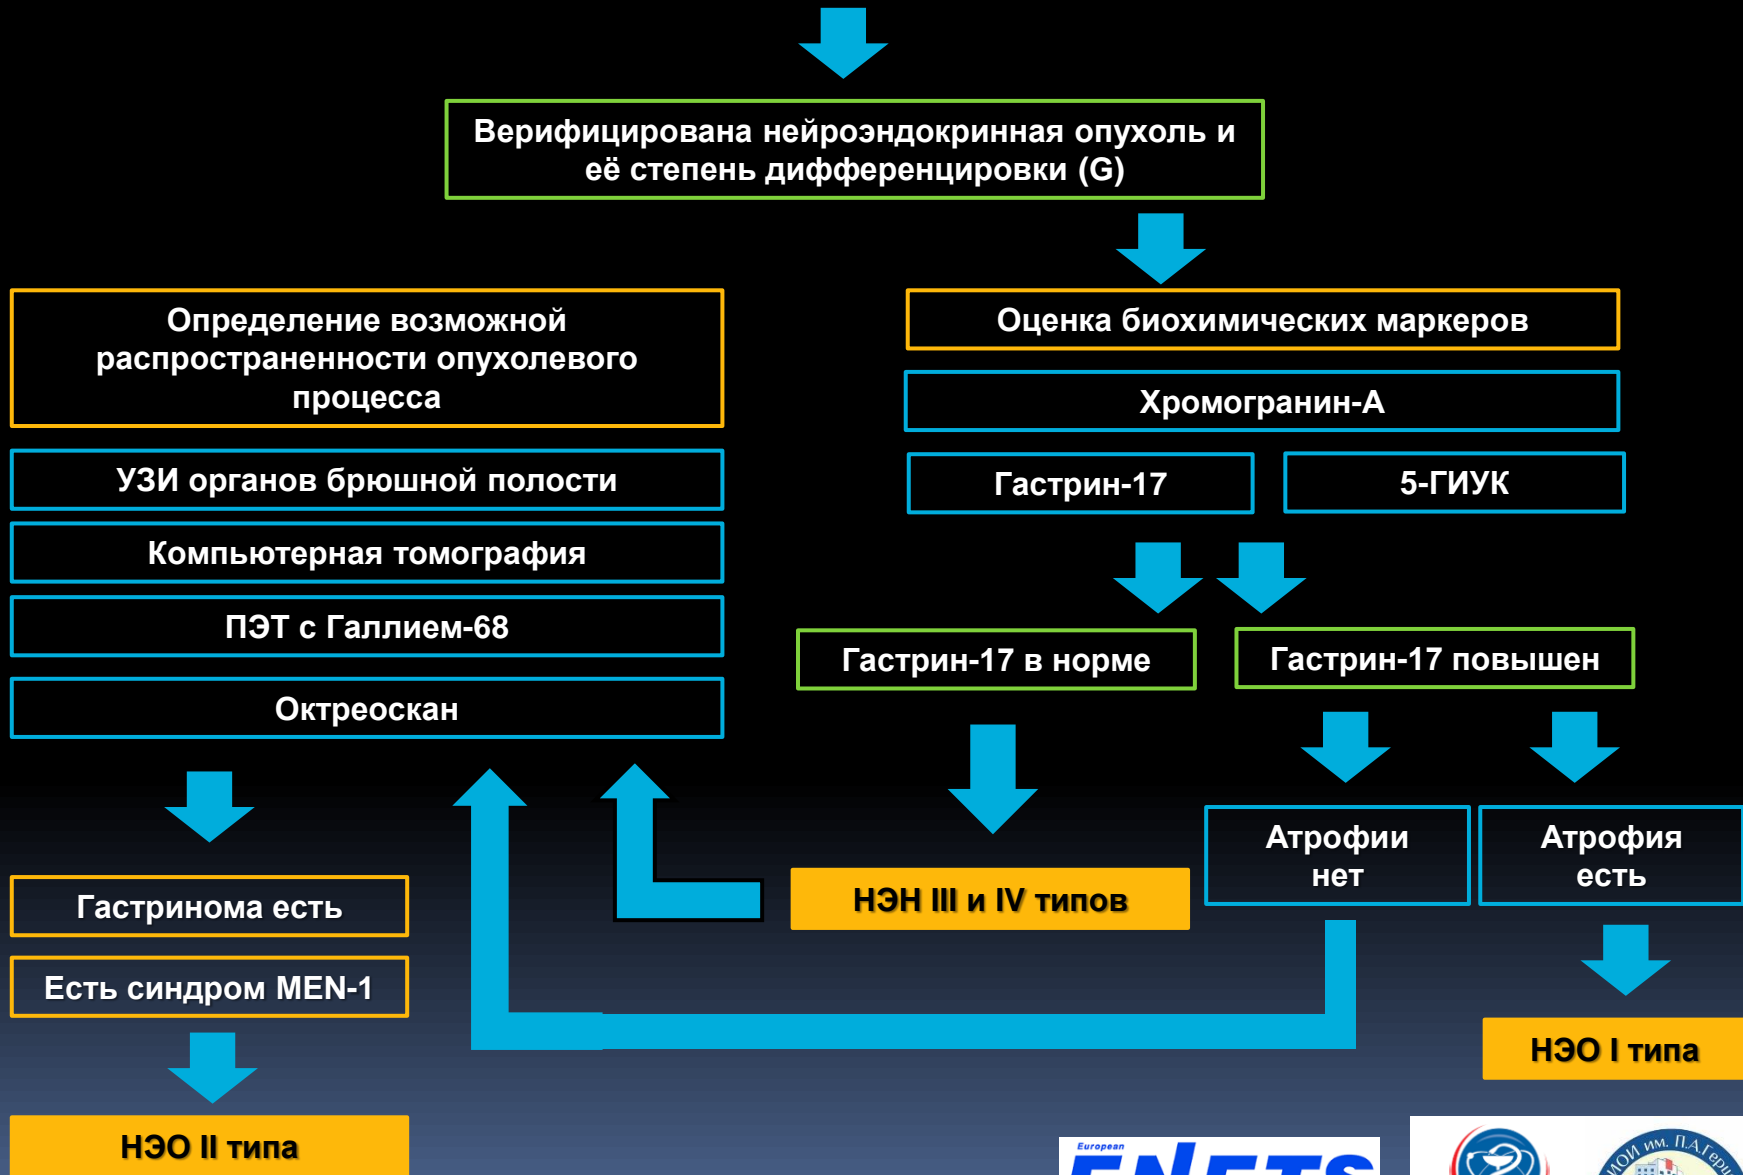 Верифицирована нейроэндокринная опухоль и
её степень дифференцировки (G)
Определение возможной
распространенности опухолевого
процесса
УЗИ органов брюшной полости
Компьютерная томография
ПЭТ с Галлием-68
Октреоскан
Оценка биохимических маркеров
Хромогранин-А
Гастрин-17
5-ГИУК
Гастрин-17 в норме
Гастрин-17 повышен
Атрофии
нет
Атрофия
есть
НЭН III и IV типов
НЭО I типа
Гастринома есть
Есть синдром MEN-1
НЭО II типа
European
ENETS
им. П.А.